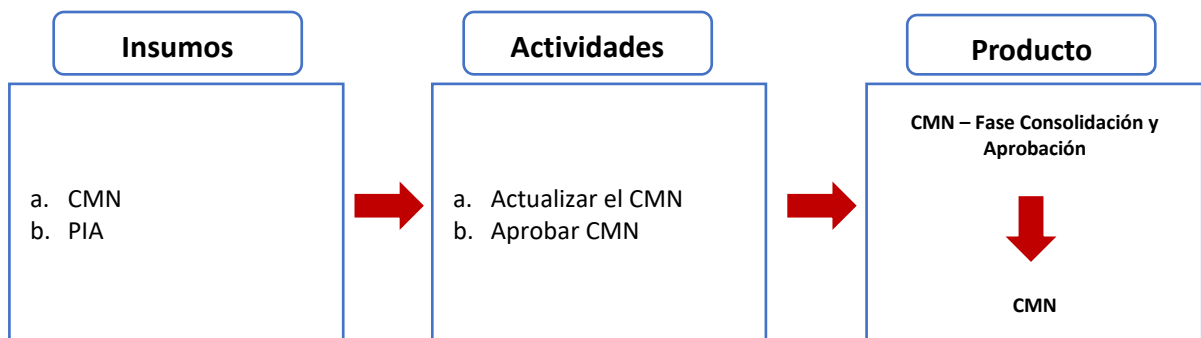 Insumos
a. CMN
b. PIA
Actividades
a. Actualizar el CMN
b. Aprobar CMN
Producto
CMN – Fase Consolidación y
Aprobación
CMN